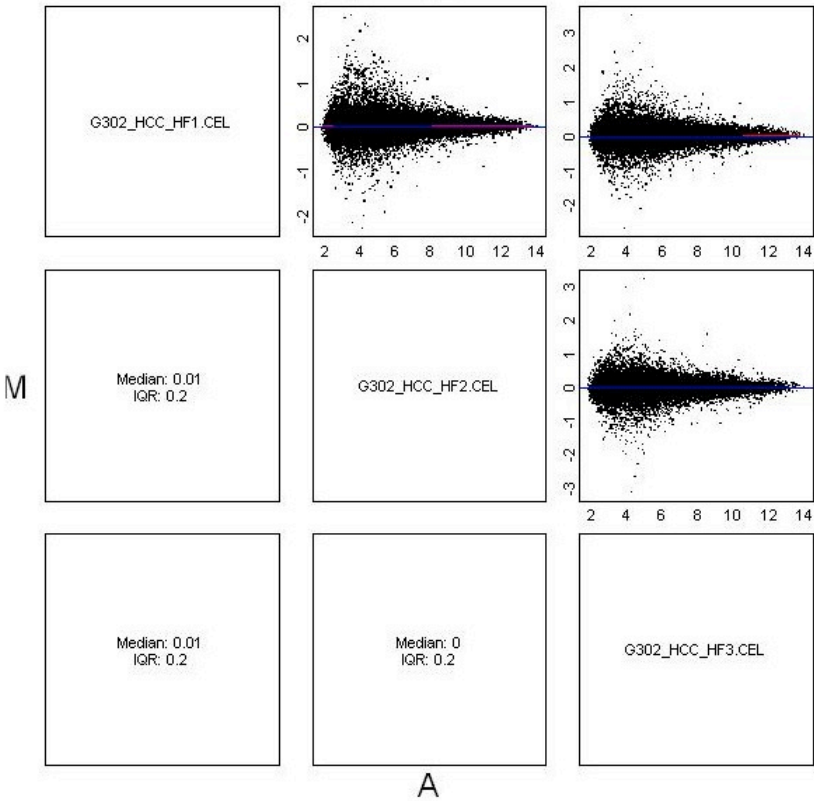 G302_HCC_HF1.CEL
2
1
0
-1
-2
2 4 6 8 10 12 14
3
2
1
0
-1
-2
2 4 6 8 10 12 14
M
Median: 0.01
IQR: 0.2
G302_HCC_HF2.CEL
3
2
1
0
-1
-2
-3
2 4 6 8 10 12 14
Median: 0.01
IQR: 0.2
Median: 0
IQR: 0.2
G302_HCC_HF3.CEL
A